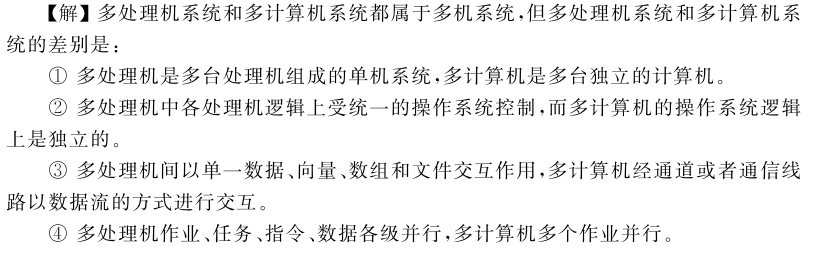 【解】多处理机系统和多计算机系统都属于多机系统,但多处理机系统和多计算机系
统的差别是:
① 多处理机是多台处理机组成的单机系统,多计算机是多台独立的计算机。
② 多处理机中各处理机逻辑上受统一的操作系统控制,而多计算机的操作系统逻辑
上是独立的。
③ 多处理机间以单一数据、向量、数组和文件交互作用,多计算机经通道或者通信线
路以数据流的方式进行交互。
④ 多处理机作业、任务、指令、数据各级并行,多计算机多个作业并行。